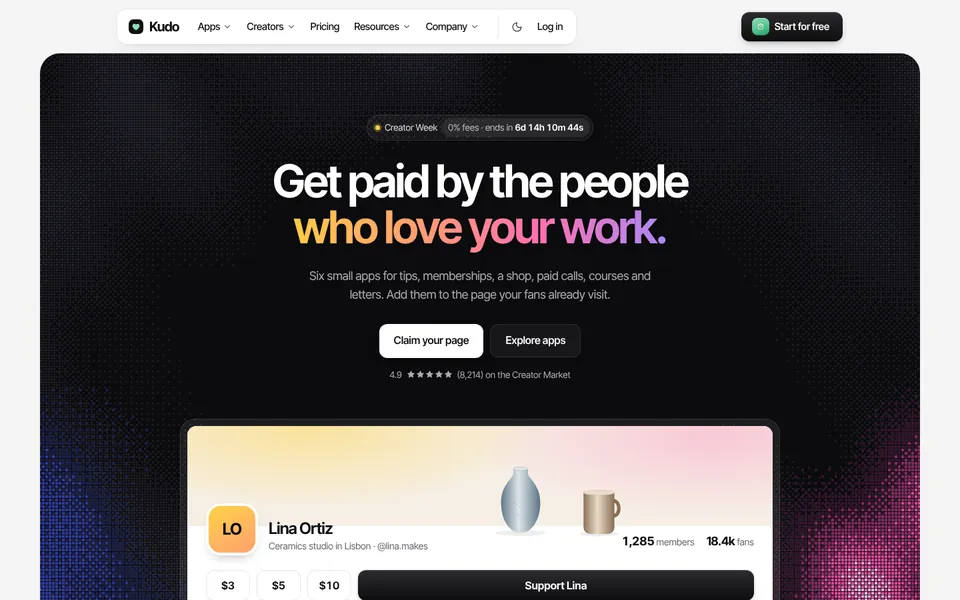 Kudo Apps Creators Pricing Resources Company Log in Start for free
Creator Week 0% fees · ends in 6d 14h 10m 44s
Get paid by the people
who love your work.
Six small apps for tips, memberships, a shop, paid calls, courses and
letters. Add them to the page your fans already visit.
Claim your page Explore apps
4.9 ★★★★★ (8,214) on the Creator Market
LO Lina Ortiz
Ceramics studio in Lisbon · @lina.makes
1,285 members 18.4k fans
$3 $5 $10 Support Lina